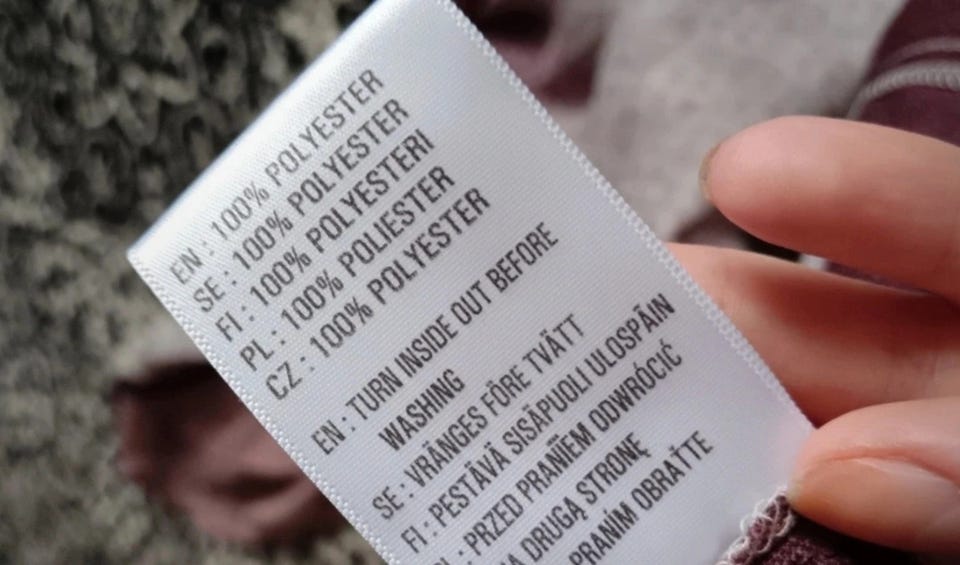 EN : 100% POLYESTER
SE : 100% POLYESTER
FI : 100% POLYESTERI
PL : 100% POLIESTER
CZ : 100% POLYESTER
EN : TURN INSIDE OUT BEFORE
WASHING
SE : VRÄNGES FÖRE TVÄTT
FI : PESTÄVÄ SISÄPUOLI ULOSPÄIN
PRZED PRANIEM ODWRÓCIĆ
DRUGĄ STRONĘ
PRANÍM OBRAŤTE